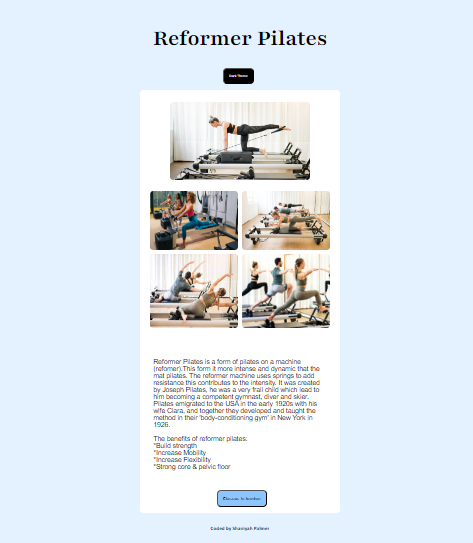 Reformer Pilates
Dark Theme
Reformer Pilates is a form of pilates on a machine
(refomer).This form it more intense and dynamic that the
mat pilates. The reformer machine uses springs to add
resistance this contributes to the intensity. It was created
by Joseph Pilates, he was a very frail child which lead to
him becoming a competent gymnast, diver and skier.
Pilates emigrated to the USA in the early 1920s with his
wife Clara, and together they developed and taught the
method in their 'body-conditioning gym' in New York in
1926.
The benefits of reformer pilates:
*Build strength
*Increase Mobility
*Increase Flexibility
*Strong core & pelvic floor
Classes in London
Coded by Palmer